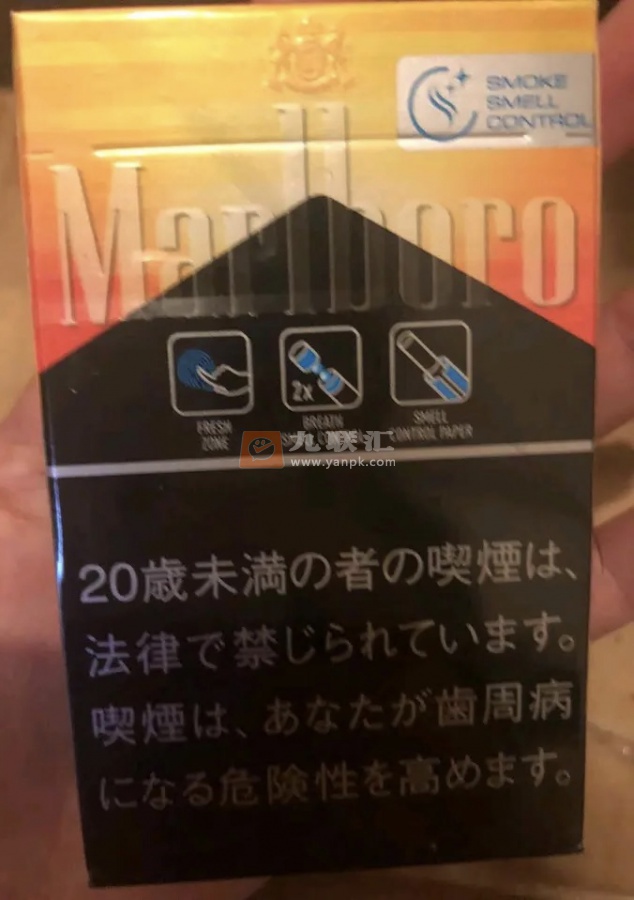 SMOKE
SMELL
CONTROL
Marlboro
2x
FRESH
ZONE
BREATH
SMELL
CONTROL PAPER
九联汇
www.yanpk.com
20歳未満の者の喫煙は、
法律で禁じられています。
喫煙は、あなたが歯周病
になる危険性を高めます。